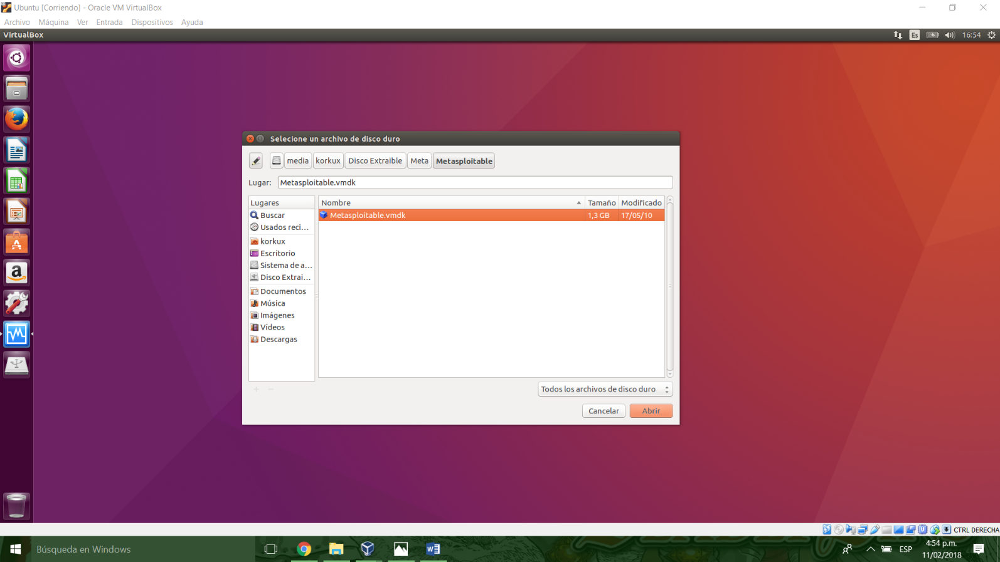 Ubuntu [Corriendo] - Oracle VM VirtualBox
Archivo Máquina Ver Entrada Dispositivos Ayuda
VirtualBox Es 16:54
Selecione un archivo de disco duro
media korkux Disco Extraible Meta Metasploitable
Lugar: Metasploitable.vmdk
Lugares Nombre Tamaño Modificado
Buscar Metasploitable.vmdk 1,3 GB 17/05/10
Usados reci...
korkux
Escritorio
Sistema de a...
Disco Extrai...
Documentos
Música
Imágenes
Vídeos
Descargas
Todos los archivos de disco duro
Cancelar Abrir
CTRL DERECHA
Búsqueda en Windows ESP 4:54 p.m.
11/02/2018